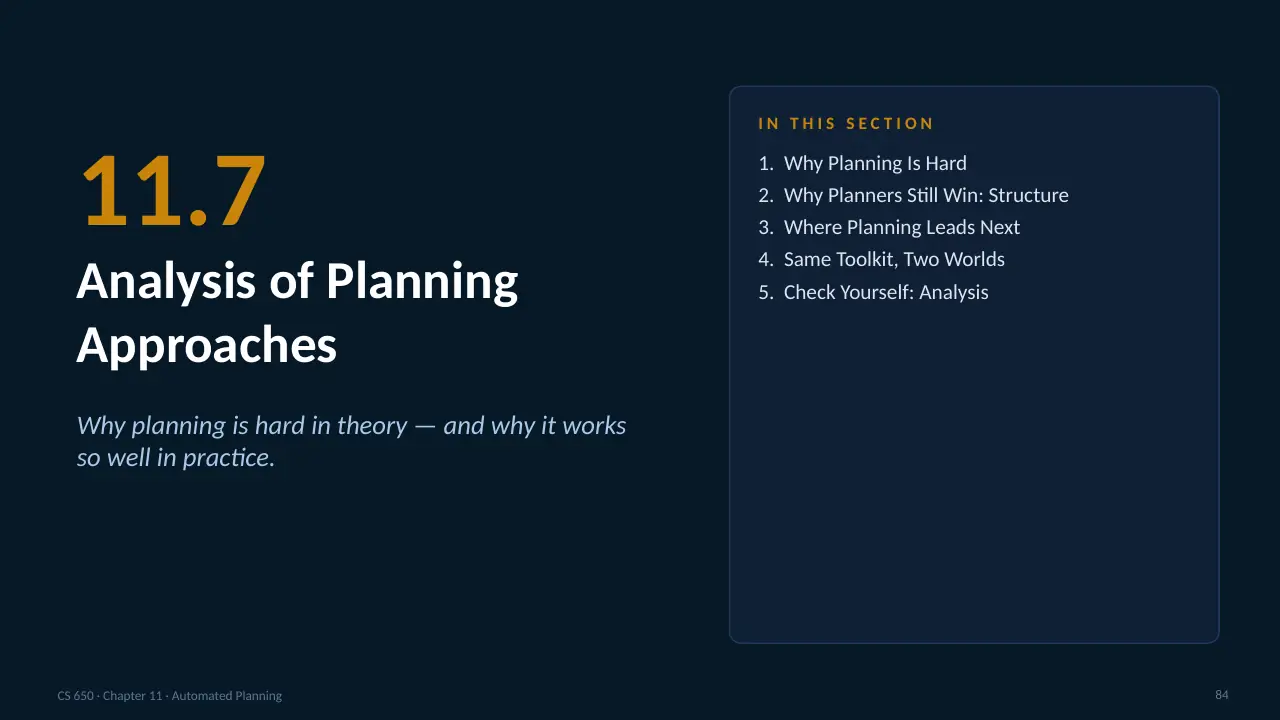 11.7
Analysis of Planning
Approaches
Why planning is hard in theory — and why it works
so well in practice.
IN THIS SECTION
1. Why Planning Is Hard
2. Why Planners Still Win: Structure
3. Where Planning Leads Next
4. Same Toolkit, Two Worlds
5. Check Yourself: Analysis
CS 650 · Chapter 11 · Automated Planning
84